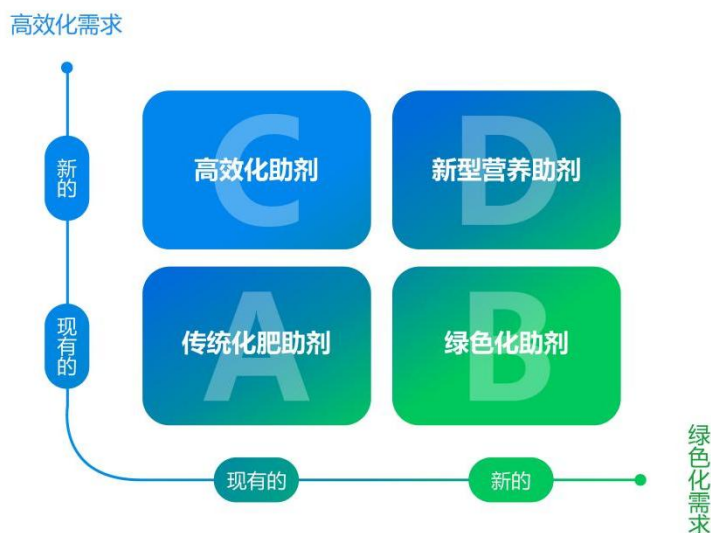 高效化需求
新的
C
高效化助剂
D
新型营养助剂
现有的
A
传统化肥助剂
B
绿色化助剂
现有的
新的
绿色化需求